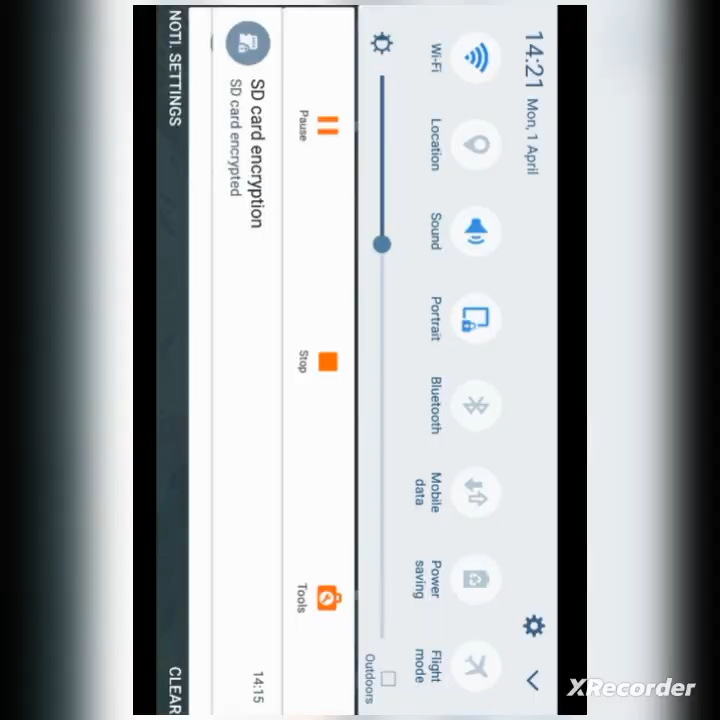 14:21 Mon, 1 April
Wi-Fi
Location
Sound
Portrait
Bluetooth
Mobile
data
Power
saving
Flight
mode
Outdoors
Pause
Stop
Tools
SD card encryption
14:15
SD card encrypted
NOTI. SETTINGS
CLEAR
XRecorder